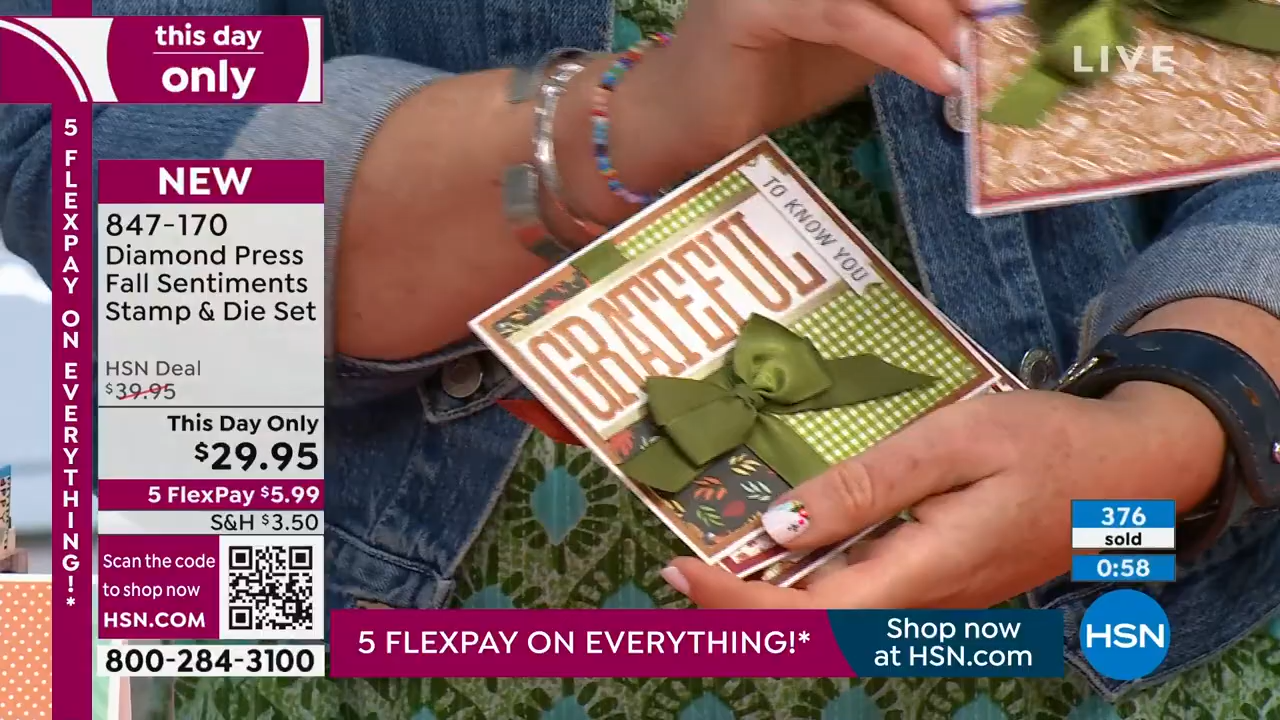 this day
only
5 FLEXPAY ON EVERYTHING!*
NEW
847-170
Diamond Press
Fall Sentiments
Stamp & Die Set
HSN Deal
$39.95
This Day Only
$29.95
5 FlexPay $5.99
S&H $3.50
Scan the code
to shop now
HSN.COM
800-284-3100
LIVE
TO KNOW YOU
GRATEFUL
376
sold
0:58
5 FLEXPAY ON EVERYTHING!*
Shop now
at HSN.com
HSN